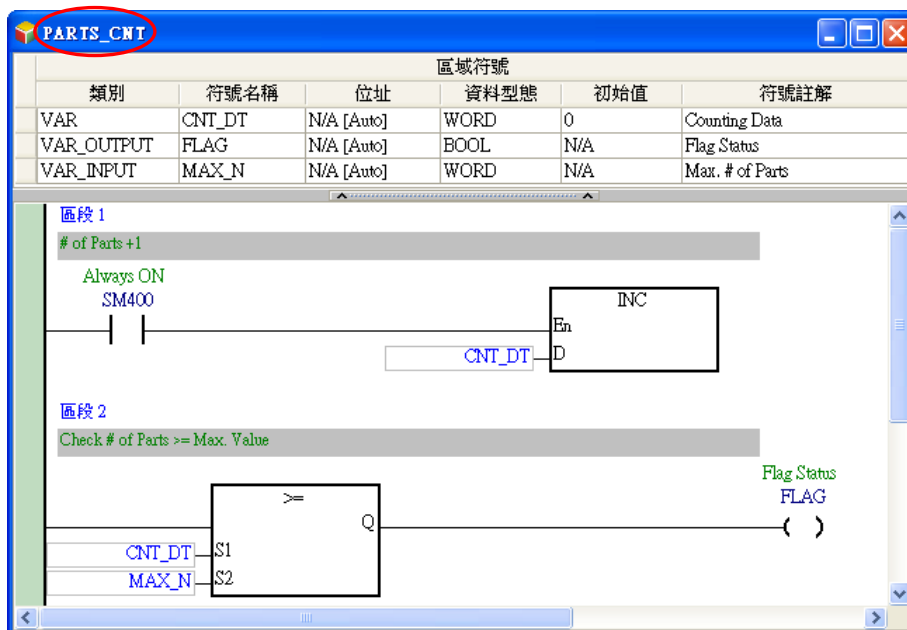 PARTS_CNT
區域符號
類別 符號名稱 位址 資料型態 初始值 符號註解
VAR CNT_DT N/A [Auto] WORD 0 Counting Data
VAR_OUTPUT FLAG N/A [Auto] BOOL N/A Flag Status
VAR_INPUT MAX_N N/A [Auto] WORD N/A Max. # of Parts
區段 1
# of Parts +1
Always ON
SM400
INC
En
CNT_DT D
區段 2
Check # of Parts >= Max. Value
Flag Status
FLAG
>=
Q
CNT_DT S1
MAX_N S2